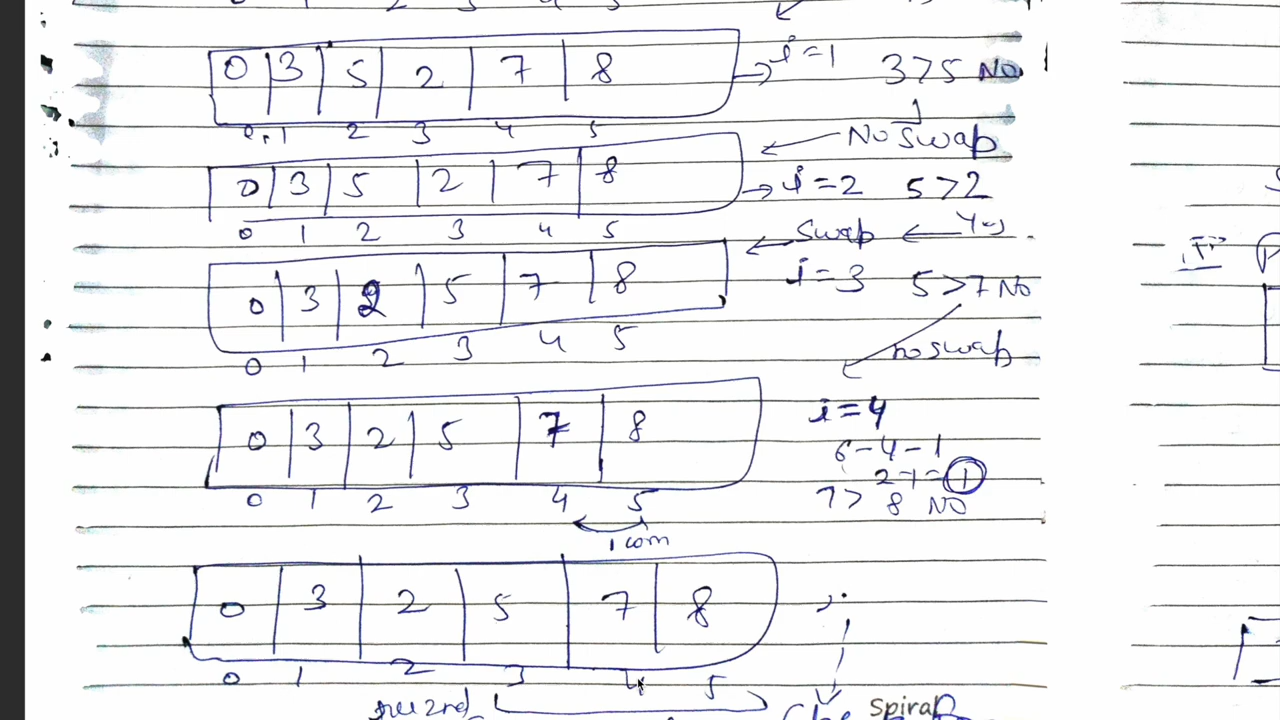 0 3 5 2 7 8 → i=1 3>5 NO
0 1 2 3 4 5
No swap
0 3 5 2 7 8 → i=2 5>2
0 1 2 3 4 5
swap ← Yes
0 3 2 5 7 8 i=3 5>7 NO
0 1 2 3 4 5
no swap
0 3 2 5 7 8 i=4
6-4-1
2-1=1
7> 8 NO
0 1 2 3 4 5
1 com
0 3 2 5 7 8
0 1 2 3 4 5
2nd
Spiral